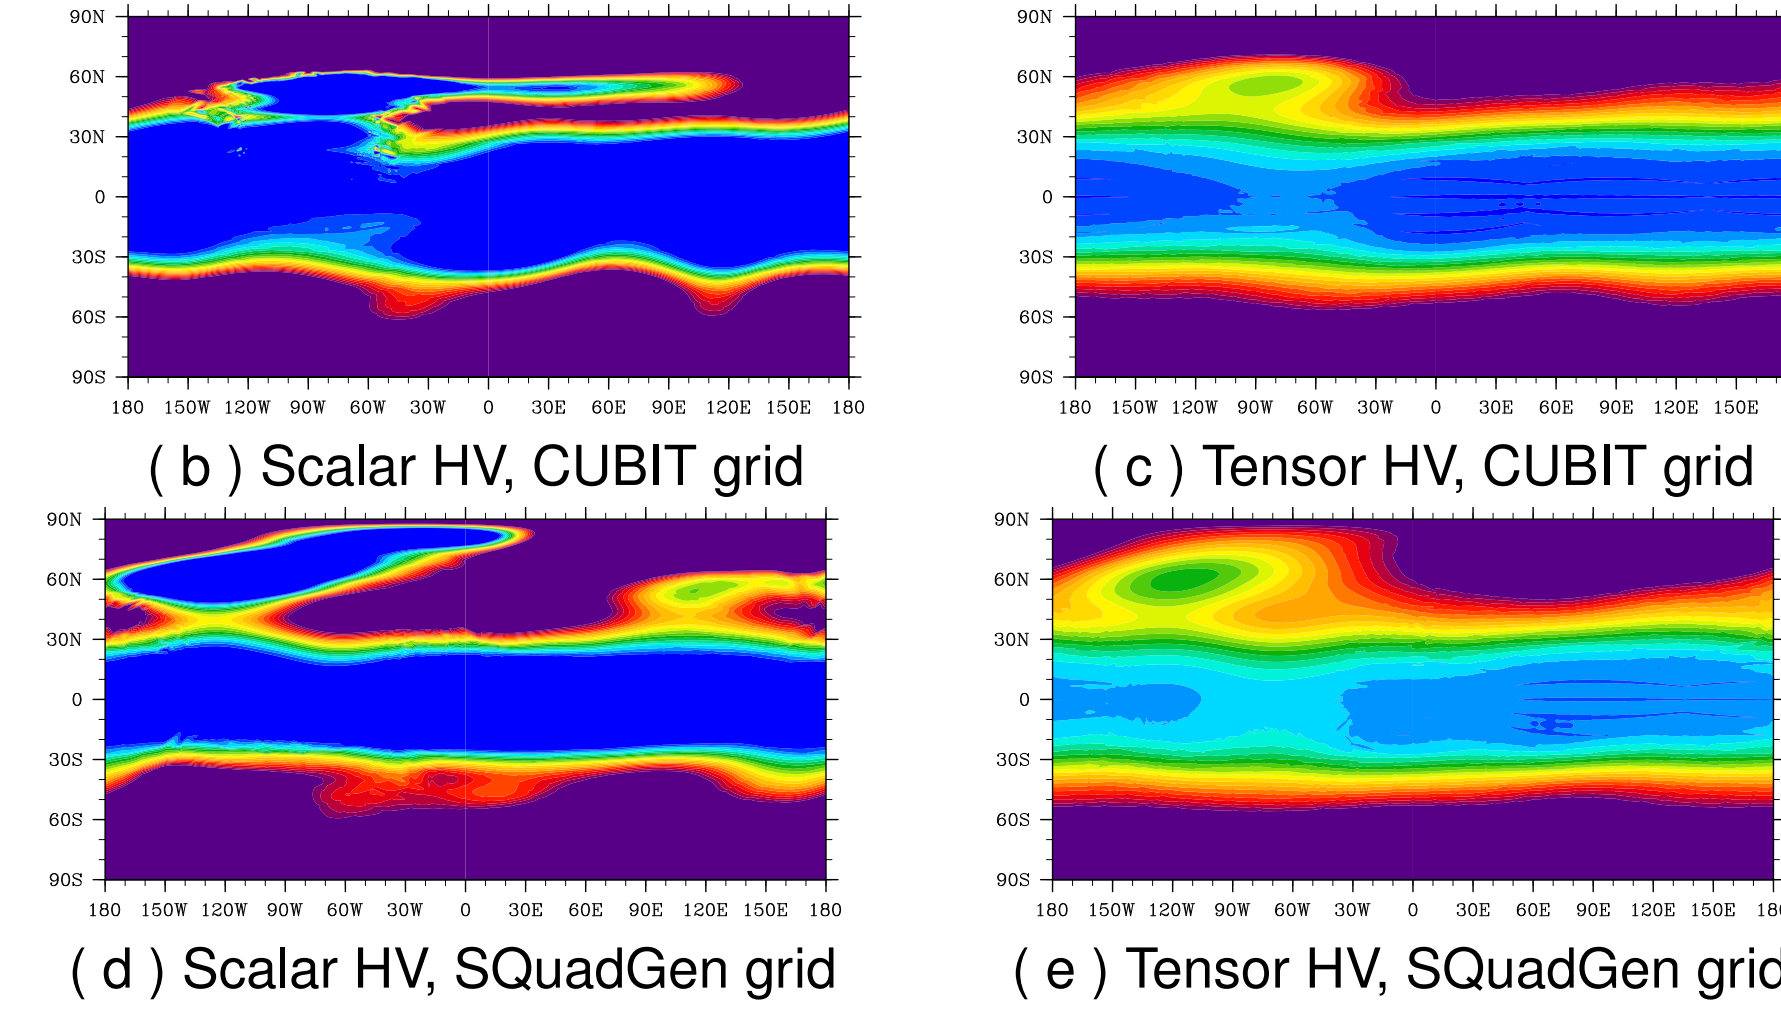 90N
60N
30N
0
30S
60S
90S
180 150W 120W 90W 60W 30W 0 30E 60E 90E 120E 150E 180
( b ) Scalar HV, CUBIT grid
90N
60N
30N
0
30S
60S
90S
180 150W 120W 90W 60W 30W 0 30E 60E 90E 120E 150E
( c ) Tensor HV, CUBIT grid
90N
60N
30N
0
30S
60S
90S
180 150W 120W 90W 60W 30W 0 30E 60E 90E 120E 150E 180
( d ) Scalar HV, SQuadGen grid
90N
60N
30N
0
30S
60S
90S
180 150W 120W 90W 60W 30W 0 30E 60E 90E 120E 150E 180
( e ) Tensor HV, SQuadGen grid